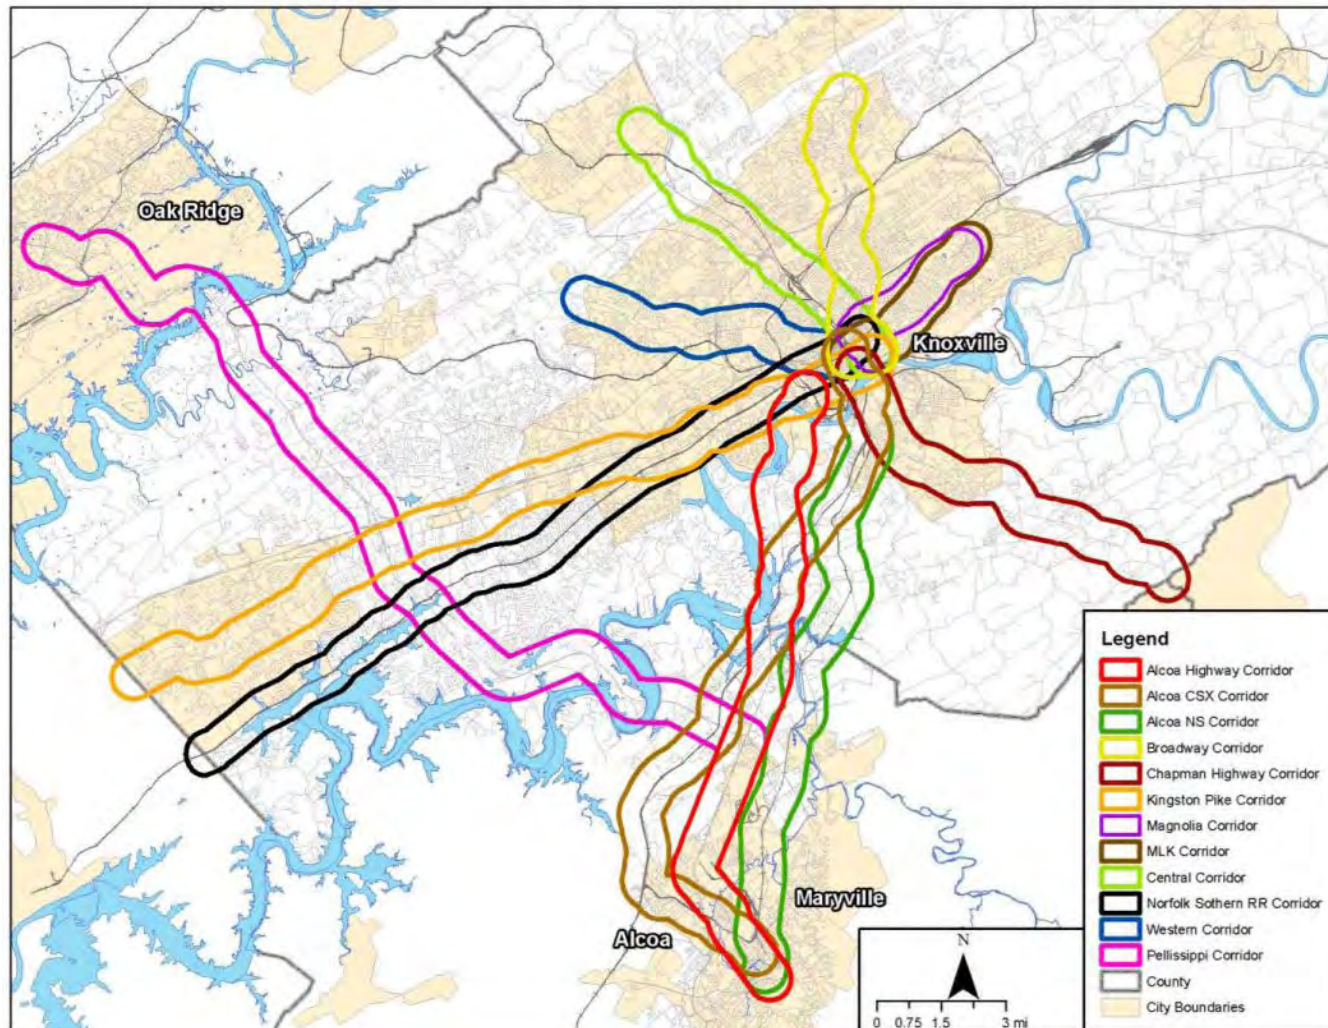 Oak Ridge
Knoxville
Maryville
Alcoa
Legend
Alcoa Highway Corridor
Alcoa CSX Corridor
Alcoa NS Corridor
Broadway Corridor
Chapman Highway Corridor
Kingston Pike Corridor
Magnolia Corridor
MLK Corridor
Central Corridor
Norfolk Sothern RR Corridor
Western Corridor
Pellissippi Corridor
County
City Boundaries
N
0 0.75 1.5 3 mi